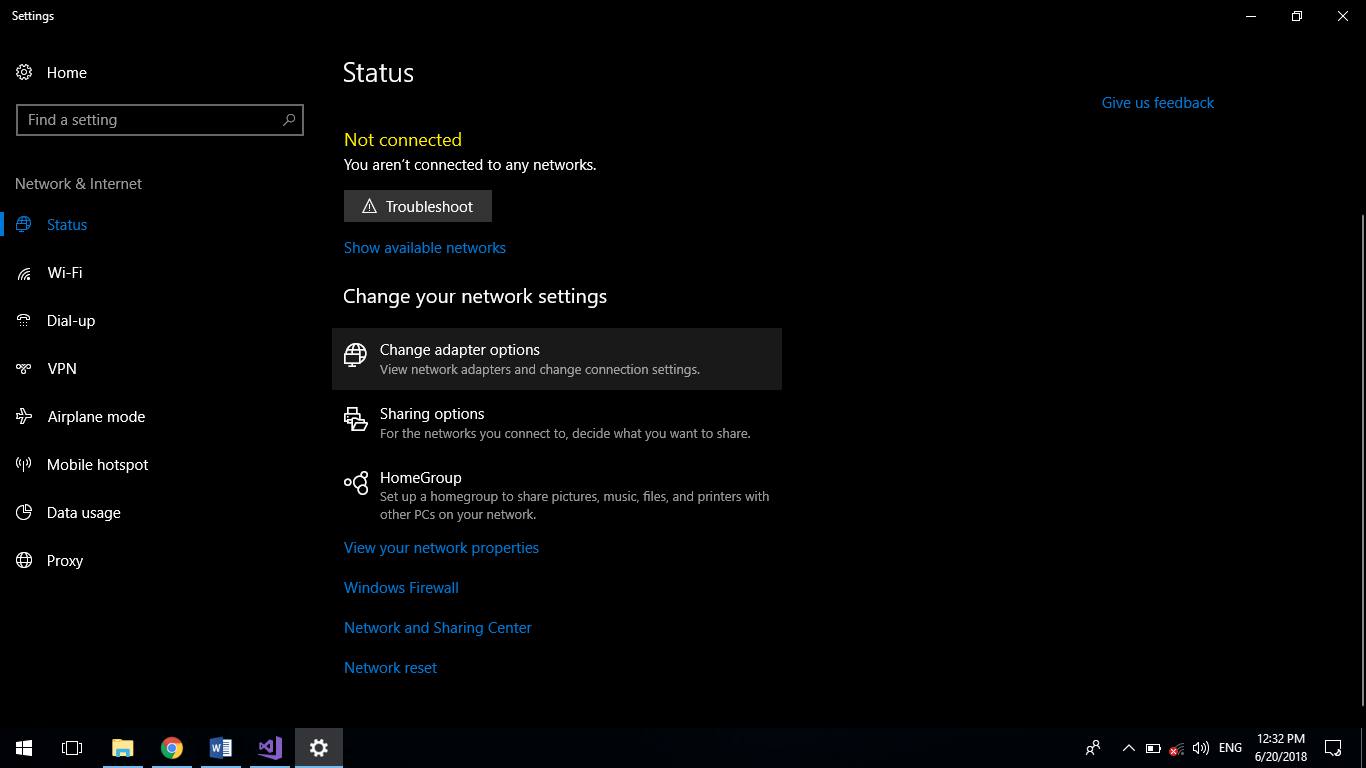 Settings
Home
Find a setting
Network & Internet
Status
Wi-Fi
Dial-up
VPN
Airplane mode
Mobile hotspot
Data usage
Proxy
Status
Not connected
You aren't connected to any networks.
Troubleshoot
Show available networks
Change your network settings
Change adapter options
View network adapters and change connection settings.
Sharing options
For the networks you connect to, decide what you want to share.
HomeGroup
Set up a homegroup to share pictures, music, files, and printers with
other PCs on your network.
View your network properties
Windows Firewall
Network and Sharing Center
Network reset
Give us feedback
ENG
12:32 PM
6/20/2018